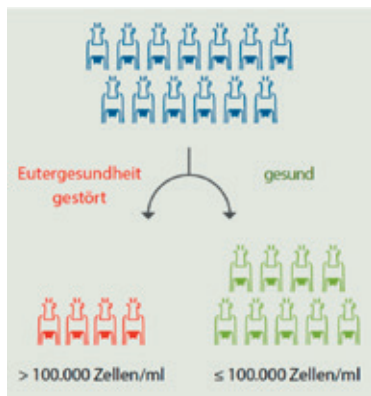 Eutergesundheit
gestört
gesund
> 100.000 Zellen/ml
≤ 100.000 Zellen/ml